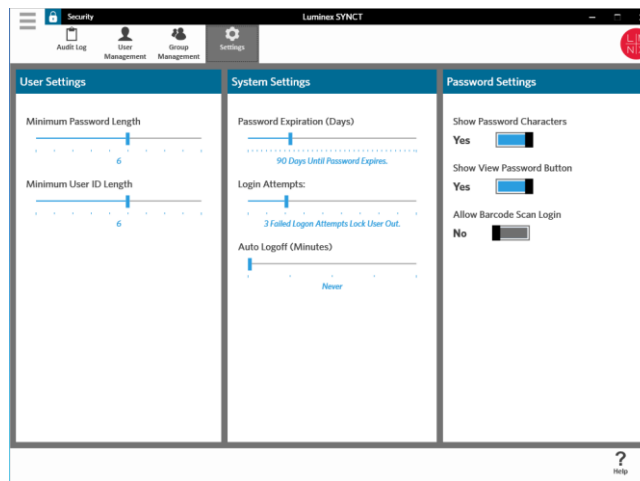 Security
Luminex SYNCT
Audit Log
User Management
Group Management
Settings
User Settings
System Settings
Password Settings
Minimum Password Length
6
Minimum User ID Length
6
Password Expiration (Days)
90 Days Until Password Expires.
Login Attempts:
3 Failed Logon Attempts Lock User Out.
Auto Logoff (Minutes)
Never
Show Password Characters
Yes
Show View Password Button
Yes
Allow Barcode Scan Login
No
?
Help